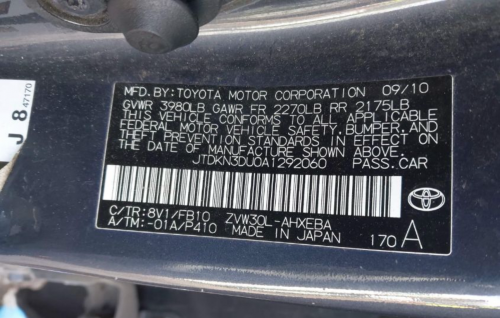 MFD. BY: TOYOTA MOTOR CORPORATION 09/10
GVWR 3980LB GAWR FR 2270LB RR 2175LB
THIS VEHICLE CONFORMS TO ALL APPLICABLE
FEDERAL MOTOR VEHICLE SAFETY, BUMPER, AND
THEFT PREVENTION STANDARDS IN EFFECT ON
THE DATE OF MANUFACTURE SHOWN ABOVE.
JTDKN3DU0A1292060 PASS. CAR
C/TR: 8V1/FB10 ZVW30L-AHXEBA
A/TM: -01A/P410 MADE IN JAPAN 170 A
J 8 47170